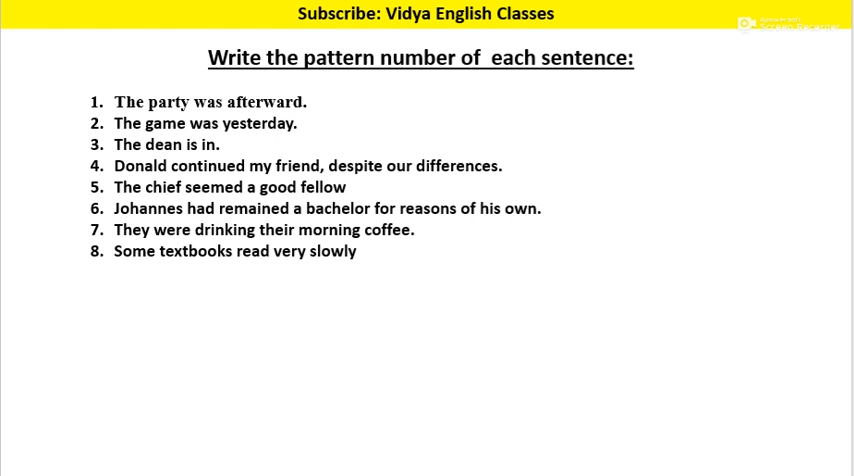 Subscribe: Vidya English Classes
Screen Recorder
Write the pattern number of each sentence:
1. The party was afterward.
2. The game was yesterday.
3. The dean is in.
4. Donald continued my friend, despite our differences.
5. The chief seemed a good fellow
6. Johannes had remained a bachelor for reasons of his own.
7. They were drinking their morning coffee.
8. Some textbooks read very slowly